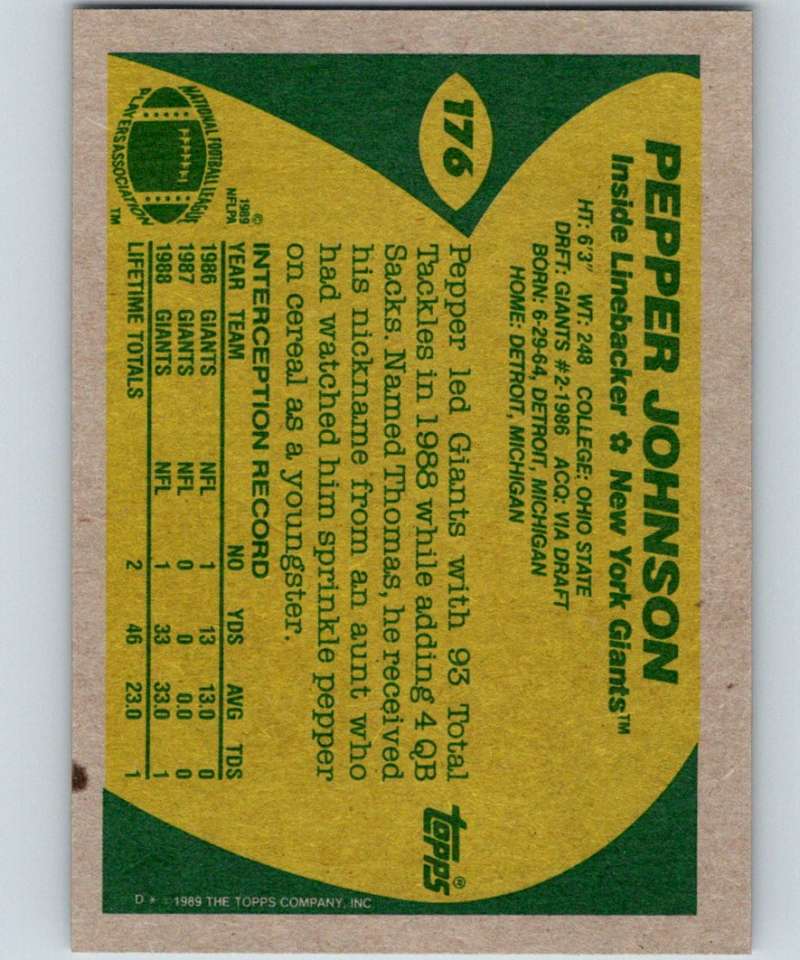 176
PEPPER JOHNSON
Inside Linebacker ✿ New York Giants™
HT: 6'3" WT: 248 COLLEGE: OHIO STATE
DRFT: GIANTS #2-1986 ACQ: VIA DRAFT
BORN: 6-29-64, DETROIT, MICHIGAN
HOME: DETROIT, MICHIGAN
Pepper led Giants with 93 Total
Tackles in 1988 while adding 4 QB
Sacks. Named Thomas, he received
his nickname from an aunt who
had watched him sprinkle pepper
on cereal as a youngster.
TOPPS®
NATIONAL FOOTBALL LEAGUE
PLAYERS ASSOCIATION
™
©
1989
NFLPA
INTERCEPTION RECORD
YEAR TEAM NO YDS AVG TDS
1986 GIANTS NFL 1 13 13.0 0
1987 GIANTS NFL 0 0 0.0 0
1988 GIANTS NFL 1 33 33.0 1
LIFETIME TOTALS 2 46 23.0 1
D * : 1989 THE TOPPS COMPANY, INC